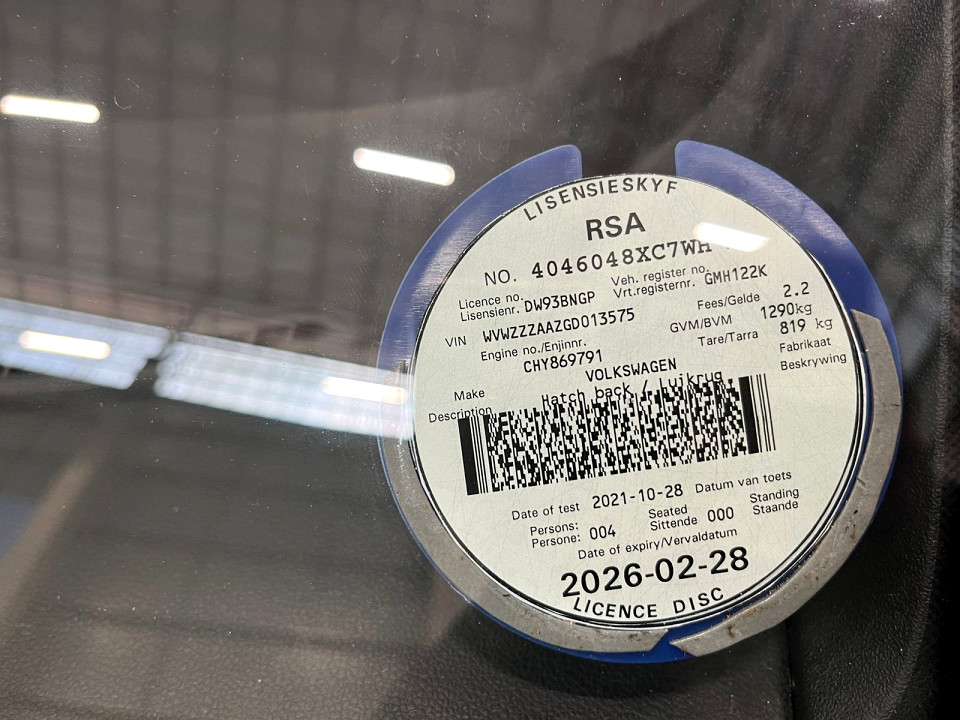 LISENSIESKYF
RSA
NO. 4046048XC7WH
Licence no. Lisensienr. DW93BNGP Veh. register no. Vrt.registernr. GMH122K
VIN WVWZZZAAZGD013575 Fees/Gelde 2.2
Engine no./Enjinnr. CHY869791 GVM/BVM 1290kg
Tare/Tarra 819 kg
Make VOLKSWAGEN Fabrikaat
Description Hatch back / Luikrug Beskrywing
Date of test 2021-10-28 Datum van toets
Persons: Persone: 004 Seated Sittende 000 Standing Staande
Date of expiry/Vervaldatum
2026-02-28
LICENCE DISC